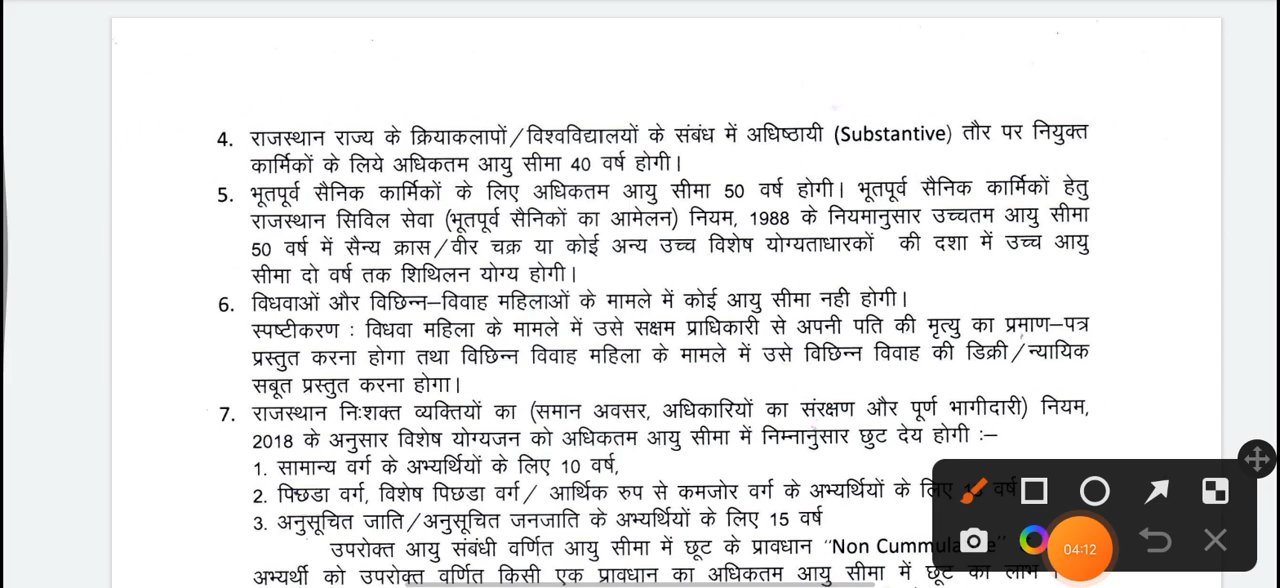 4. राजस्थान राज्य के क्रियाकलापों/विश्वविद्यालयों के संबंध में अधिष्ठायी (Substantive) तौर पर नियुक्त
कार्मिकों के लिये अधिकतम आयु सीमा 40 वर्ष होगी।
5. भूतपूर्व सैनिक कार्मिकों के लिए अधिकतम आयु सीमा 50 वर्ष होगी। भूतपूर्व सैनिक कार्मिकों हेतु
राजस्थान सिविल सेवा (भूतपूर्व सैनिकों का आमेलन) नियम, 1988 के नियमानुसार उच्चतम आयु सीमा
50 वर्ष में सैन्य क्रास/वीर चक्र या कोई अन्य उच्च विशेष योग्यताधारकों की दशा में उच्च आयु
सीमा दो वर्ष तक शिथिलन योग्य होगी।
6. विधवाओं और विछिन्न–विवाह महिलाओं के मामले में कोई आयु सीमा नही होगी।
स्पष्टीकरण : विधवा महिला के मामले में उसे सक्षम प्राधिकारी से अपनी पति की मृत्यु का प्रमाण–पत्र
प्रस्तुत करना होगा तथा विछिन्न विवाह महिला के मामले में उसे विछिन्न विवाह की डिक्री/न्यायिक
सबूत प्रस्तुत करना होगा।
7. राजस्थान निःशक्त व्यक्तियों का (समान अवसर, अधिकारियों का संरक्षण और पूर्ण भागीदारी) नियम,
2018 के अनुसार विशेष योग्यजन को अधिकतम आयु सीमा में निम्नानुसार छुट देय होगी :–
1. सामान्य वर्ग के अभ्यर्थियों के लिए 10 वर्ष,
2. पिछडा वर्ग, विशेष पिछडा वर्ग/ आर्थिक रुप से कमजोर वर्ग के अभ्यर्थियों के लिए वर्ष
3. अनुसूचित जाति/अनुसूचित जनजाति के अभ्यर्थियों के लिए 15 वर्ष
उपरोक्त आयु संबंधी वर्णित आयु सीमा में छूट के प्रावधान "Non
अभ्यर्थी को उपरोक्त वर्णित किसी एक प्रावधान का अधिकतम आयु सीमा में छूट का लाभ
04:12